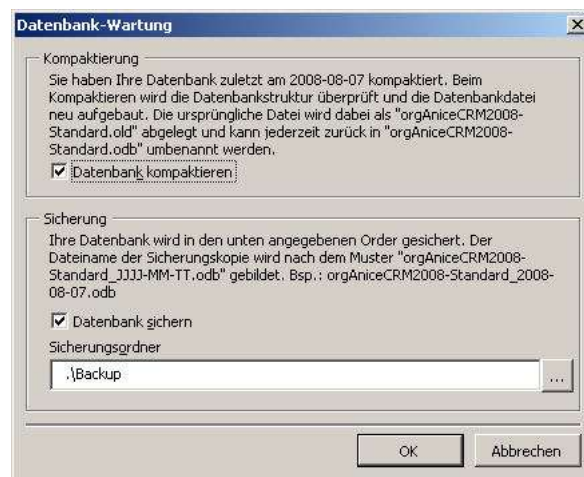 Datenbank-Wartung
Kompaktierung
Sie haben Ihre Datenbank zuletzt am 2008-08-07 kompaktiert. Beim
Kompaktieren wird die Datenbankstruktur überprüft und die Datenbankdatei
neu aufgebaut. Die ursprüngliche Datei wird dabei als "orgAniceCRM2008-
Standard.old" abgelegt und kann jederzeit zurück in "orgAniceCRM2008-
Standard.odb" umbenannt werden.
Datenbank kompaktieren
Sicherung
Ihre Datenbank wird in den unten angegebenen Order gesichert. Der
Dateiname der Sicherungskopie wird nach dem Muster "orgAniceCRM2008-
Standard_JJJJ-MM-TT.odb" gebildet. Bsp.: orgAniceCRM2008-Standard_2008-
08-07.odb
Datenbank sichern
Sicherungsordner
.\Backup
...
OK
Abbrechen